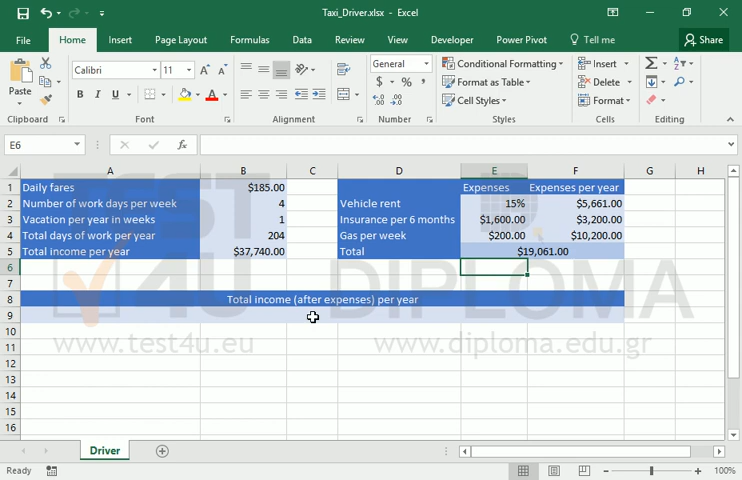 Taxi_Driver.xlsx - Excel
File Home Insert Page Layout Formulas Data Review View Developer Power Pivot Tell me Share
Calibri 11 General Conditional Formatting Insert
Paste B I U A $ % , Format as Table Delete
Cell Styles Format
Clipboard Font Alignment Number Styles Cells Editing
E6 fx
A B C D E F G H
1 Daily fares $185.00 Expenses Expenses per year
2 Number of work days per week 4 Vehicle rent 15% $5,661.00
3 Vacation per year in weeks 1 Insurance per 6 months $1,600.00 $3,200.00
4 Total days of work per year 204 Gas per week $200.00 $10,200.00
5 Total income per year $37,740.00 Total $19,061.00
6
7
8 Total income (after expenses) per year
9
10
11
12
13
14
15
16
TEST4U DIPLOMA
www.test4u.eu www.diploma.edu.gr
Driver
Ready 100%